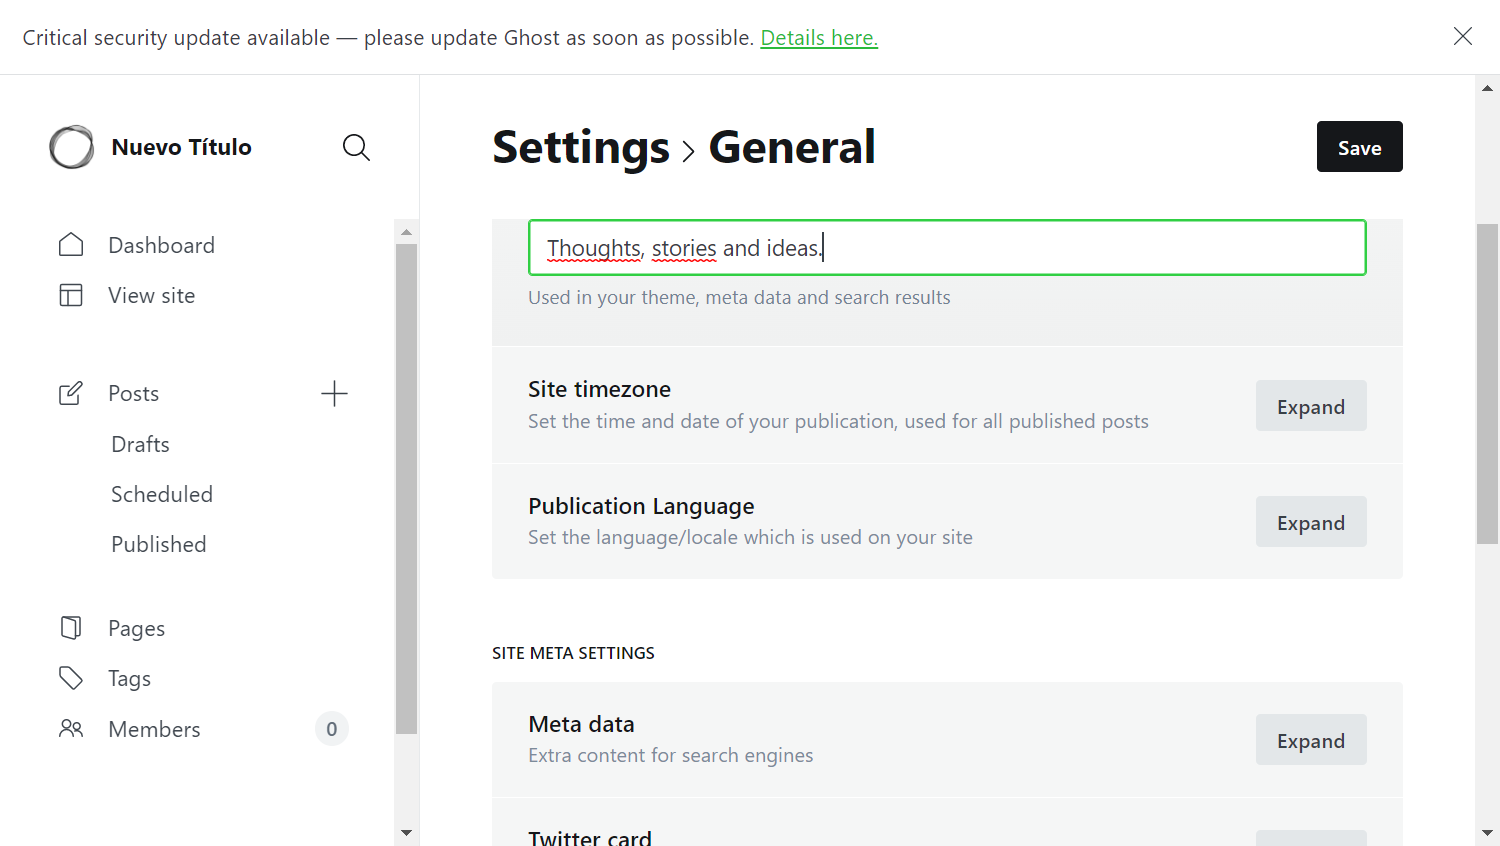 Critical security update available — please update Ghost as soon as possible. Details here.
Nuevo Título
Settings > General
Save
Dashboard
View site
Posts
Drafts
Scheduled
Published
Pages
Tags
Members
0
Thoughts, stories and ideas.
Used in your theme, meta data and search results
Site timezone
Set the time and date of your publication, used for all published posts
Expand
Publication Language
Set the language/locale which is used on your site
Expand
SITE META SETTINGS
Meta data
Extra content for search engines
Expand
Twitter card